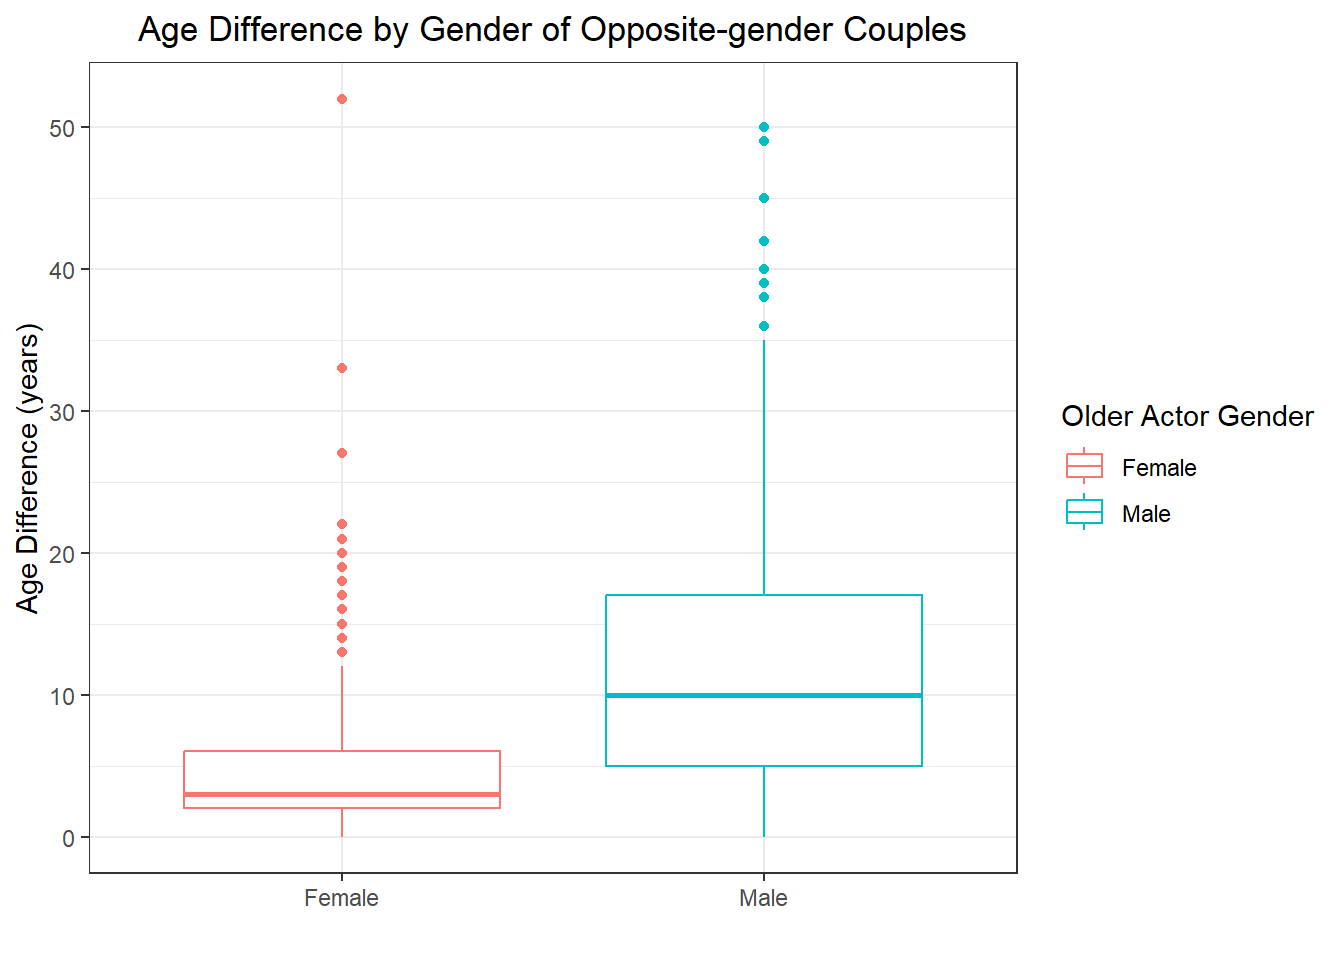 Age Difference by Gender of Opposite-gender Couples
Age Difference (years)
50
40
30
20
10
0
Female
Male
Older Actor Gender
Female
Male